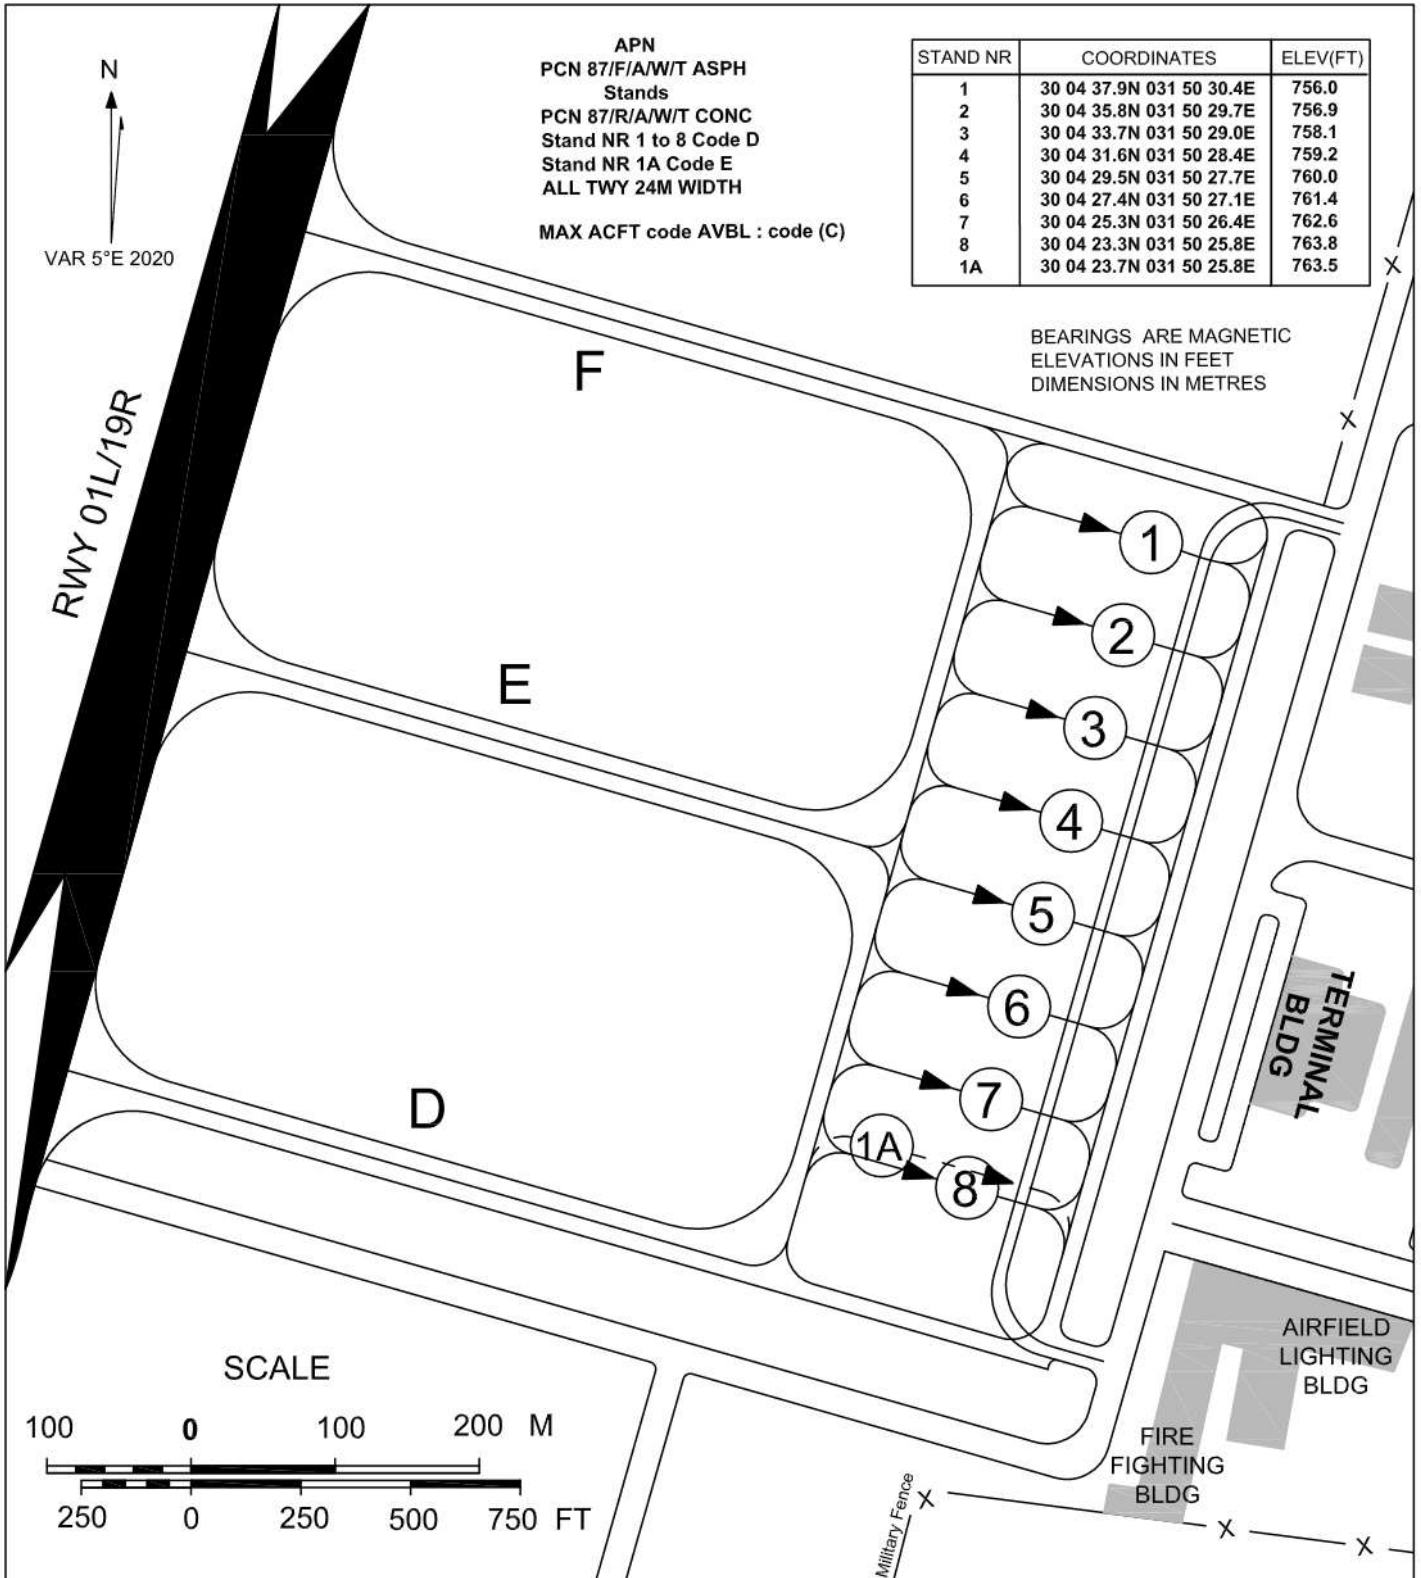 N
VAR 5°E 2020
APN
PCN 87/F/A/W/T ASPH
Stands
PCN 87/R/A/W/T CONC
Stand NR 1 to 8 Code D
Stand NR 1A Code E
ALL TWY 24M WIDTH
MAX ACFT code AVBL : code (C)
STAND NR COORDINATES ELEV(FT)
1 30 04 37.9N 031 50 30.4E 756.0
2 30 04 35.8N 031 50 29.7E 756.9
3 30 04 33.7N 031 50 29.0E 758.1
4 30 04 31.6N 031 50 28.4E 759.2
5 30 04 29.5N 031 50 27.7E 760.0
6 30 04 27.4N 031 50 27.1E 761.4
7 30 04 25.3N 031 50 26.4E 762.6
8 30 04 23.3N 031 50 25.8E 763.8
1A 30 04 23.7N 031 50 25.8E 763.5
BEARINGS ARE MAGNETIC
ELEVATIONS IN FEET
DIMENSIONS IN METRES
RWY 01L/19R
F
E
D
1
2
3
4
5
6
7
1A
8
TERMINAL
BLDG
AIRFIELD
LIGHTING
BLDG
FIRE
FIGHTING
BLDG
Military Fence
SCALE
100 0 100 200 M
250 0 250 500 750 FT